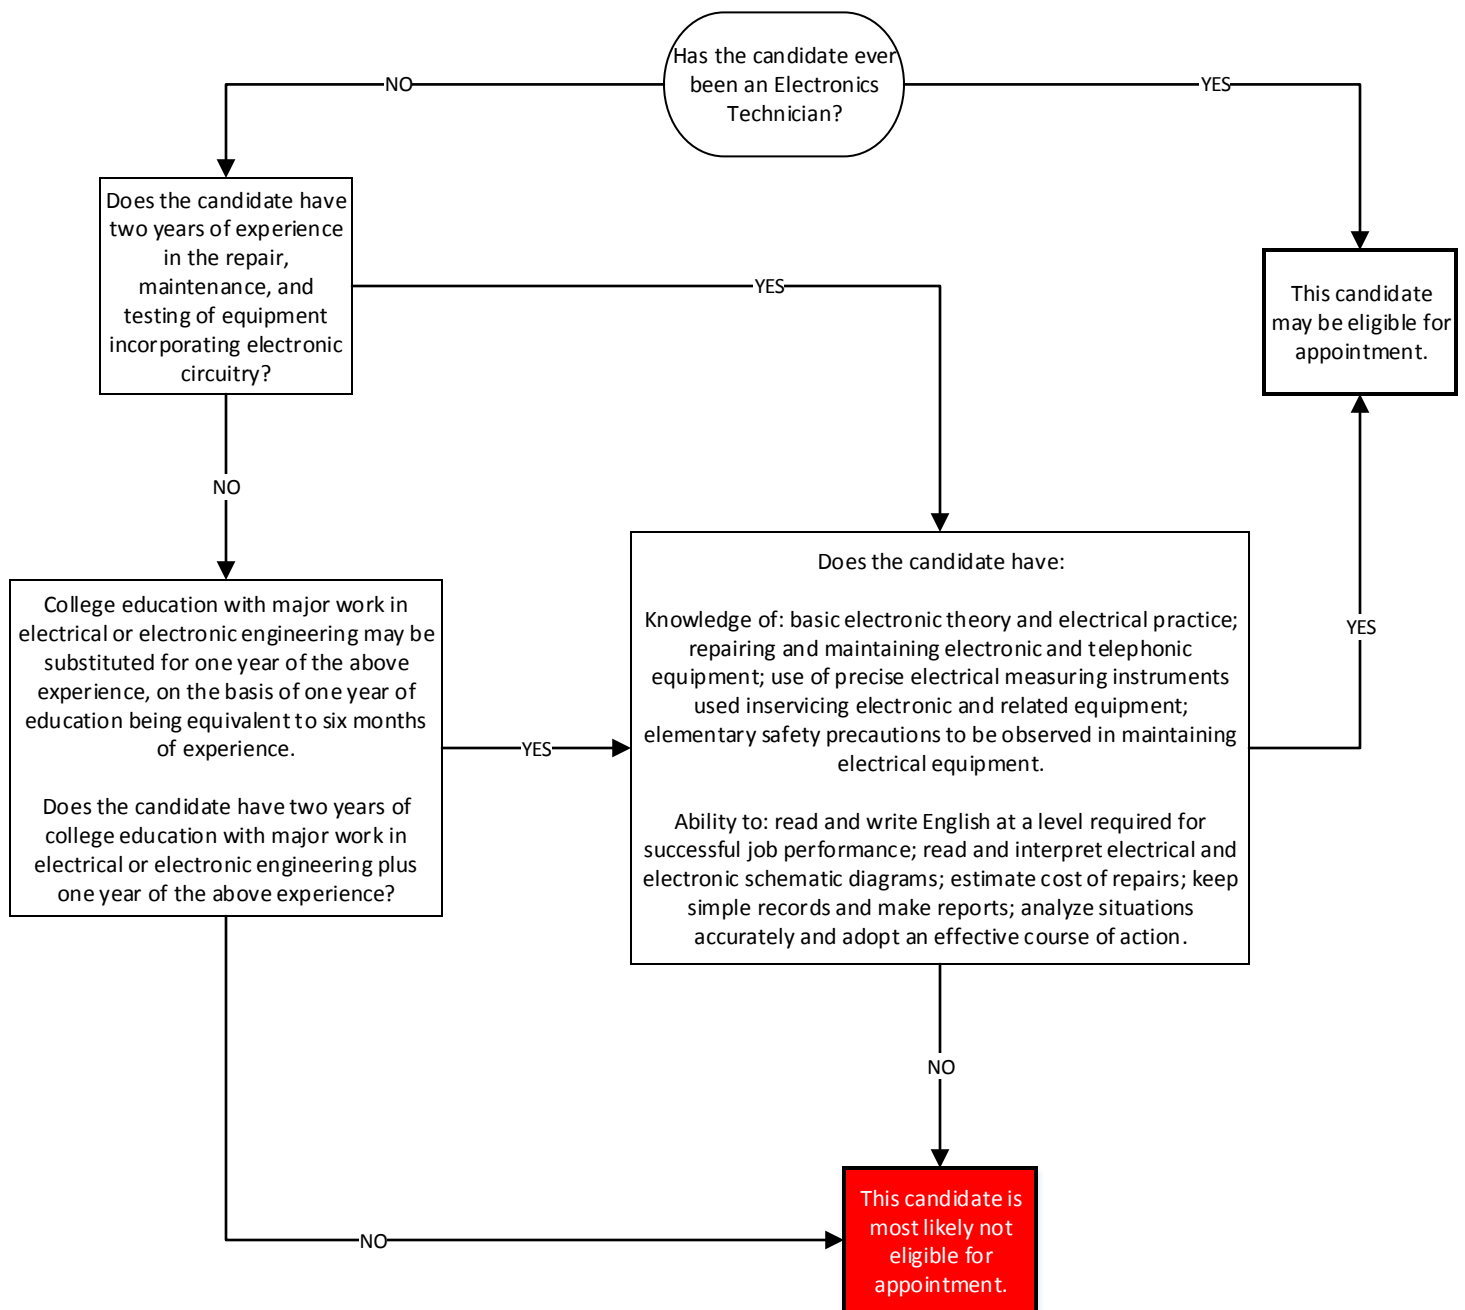 Has the candidate ever
been an Electronics
Technician?
NO
YES
Does the candidate have
two years of experience
in the repair,
maintenance, and
testing of equipment
incorporating electronic
circuitry?
YES
This candidate
may be eligible for
appointment.
NO
College education with major work in
electrical or electronic engineering may be
substituted for one year of the above
experience, on the basis of one year of
education being equivalent to six months
of experience.
Does the candidate have two years of
college education with major work in
electrical or electronic engineering plus
one year of the above experience?
YES
Does the candidate have:
Knowledge of: basic electronic theory and electrical practice;
repairing and maintaining electronic and telephonic
equipment; use of precise electrical measuring instruments
used inservicing electronic and related equipment;
elementary safety precautions to be observed in maintaining
electrical equipment.
Ability to: read and write English at a level required for
successful job performance; read and interpret electrical and
electronic schematic diagrams; estimate cost of repairs; keep
simple records and make reports; analyze situations
accurately and adopt an effective course of action.
YES
NO
NO
This candidate is
most likely not
eligible for
appointment.